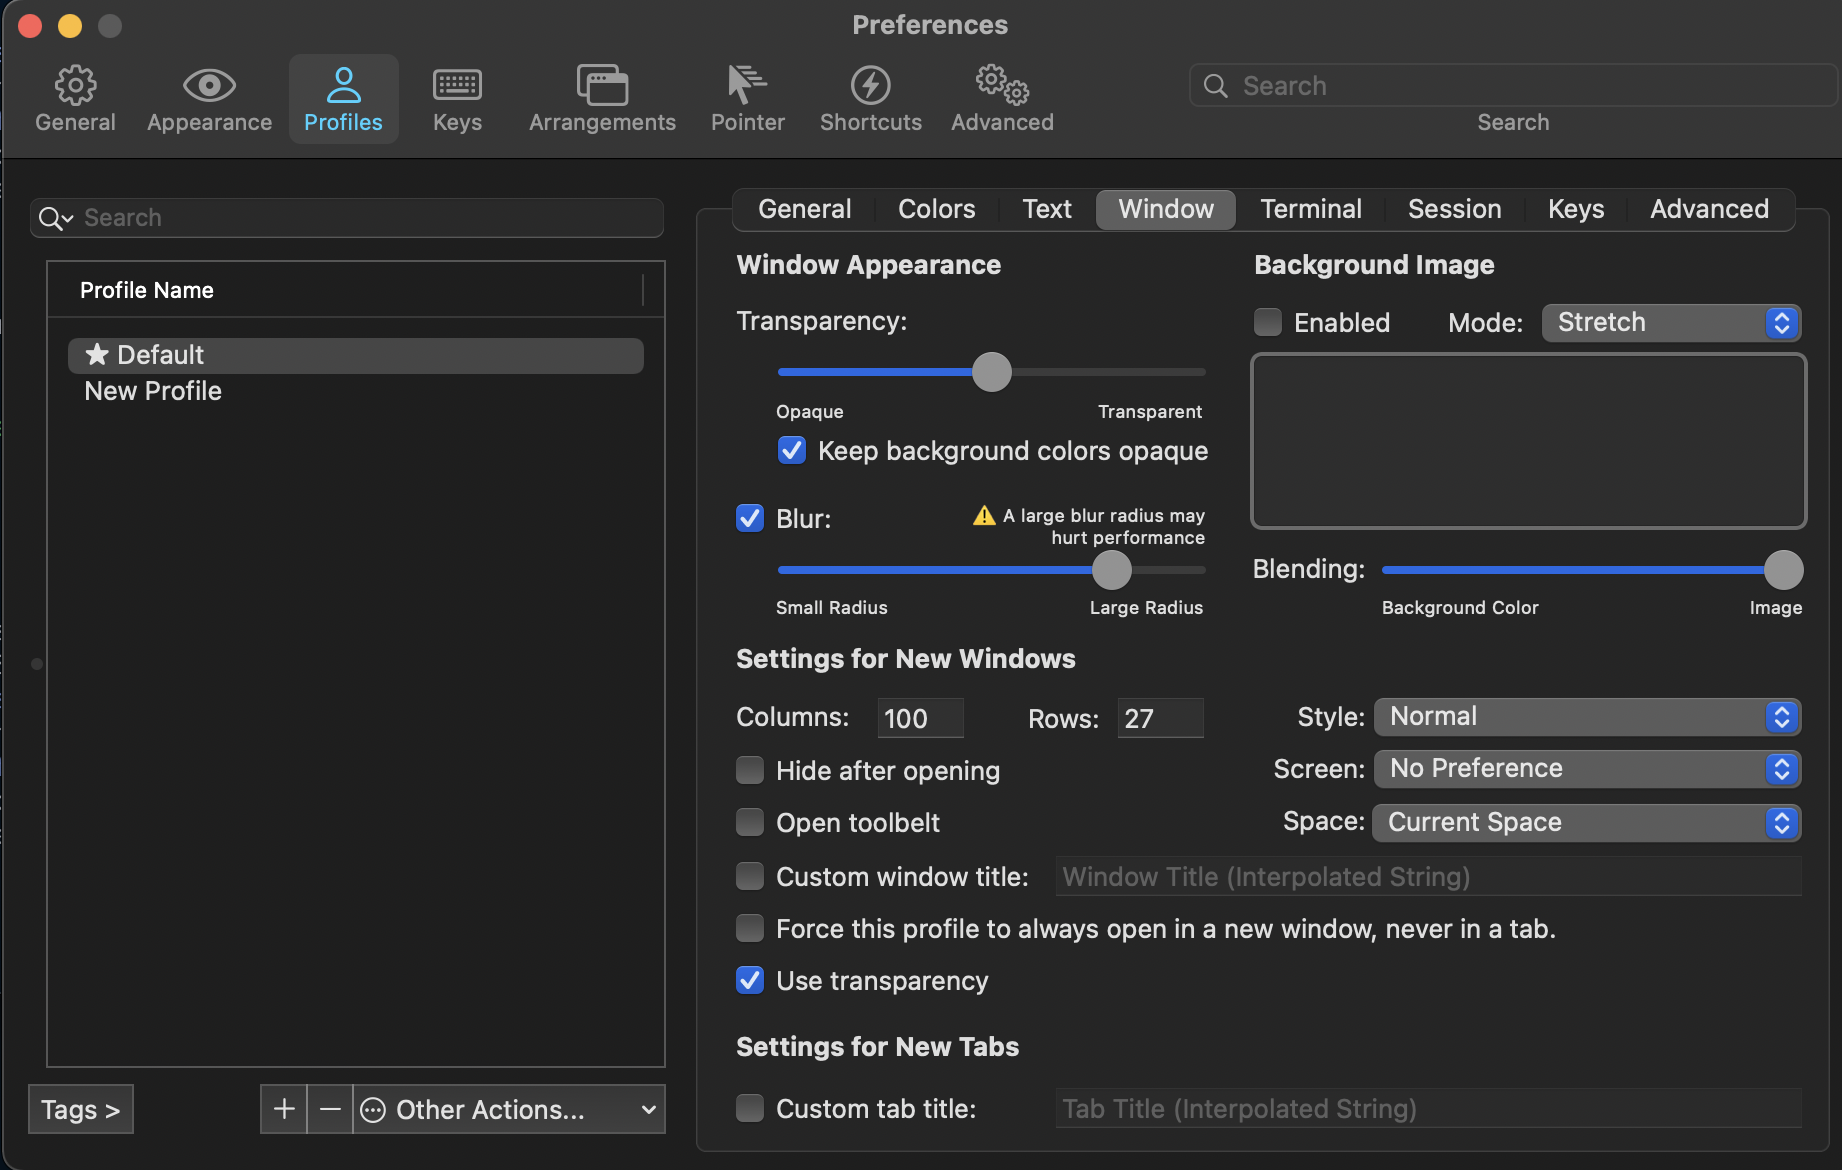 Preferences
General
Appearance
Profiles
Keys
Arrangements
Pointer
Shortcuts
Advanced
Search
Search
Search
Profile Name
Default
New Profile
Tags >
Other Actions...
General
Colors
Text
Window
Terminal
Session
Keys
Advanced
Window Appearance
Transparency:
Opaque
Transparent
Keep background colors opaque
Blur:
A large blur radius may
hurt performance
Small Radius
Large Radius
Background Image
Enabled
Mode:
Stretch
Blending:
Background Color
Image
Settings for New Windows
Columns:
100
Rows:
27
Style:
Normal
Hide after opening
Screen:
No Preference
Open toolbelt
Space:
Current Space
Custom window title:
Window Title (Interpolated String)
Force this profile to always open in a new window, never in a tab.
Use transparency
Settings for New Tabs
Custom tab title:
Tab Title (Interpolated String)